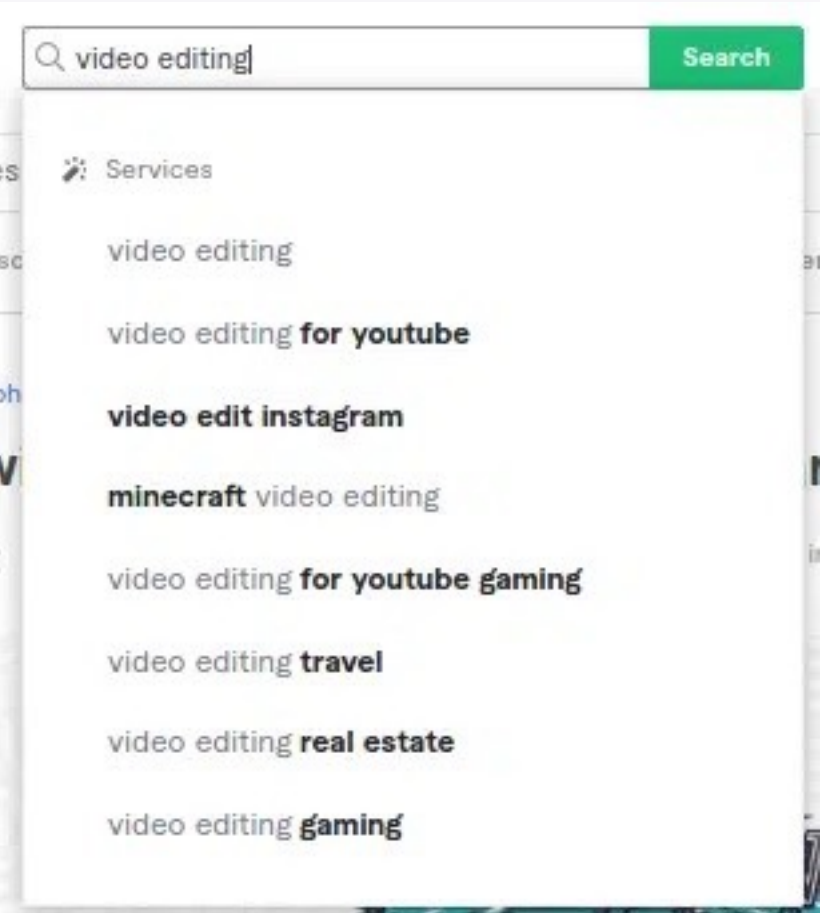 video editing
Search
Services
video editing
video editing for youtube
video edit instagram
minecraft video editing
video editing for youtube gaming
video editing travel
video editing real estate
video editing gaming